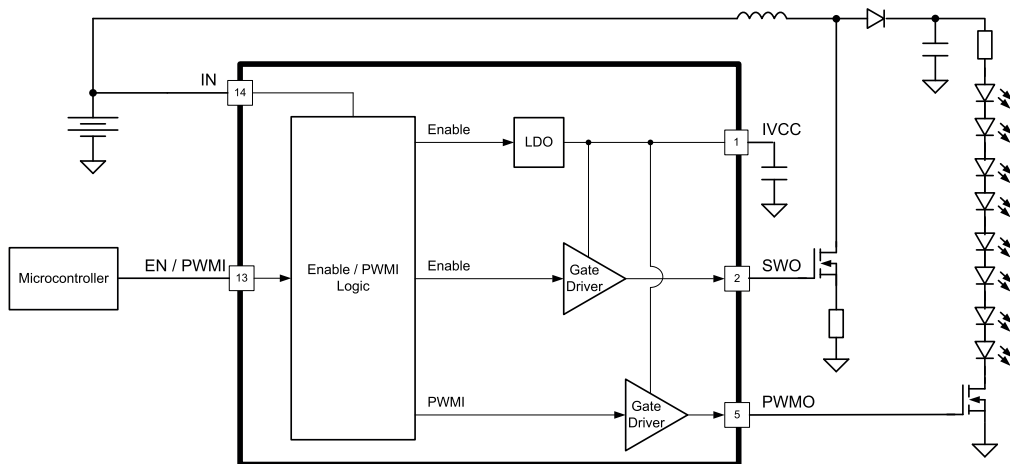 IN
14
Enable
LDO
1
IVCC
Microcontroller
EN / PWMI
13
Enable / PWMI
Logic
Enable
Gate
Driver
2
SWO
PWMI
Gate
Driver
5
PWMO